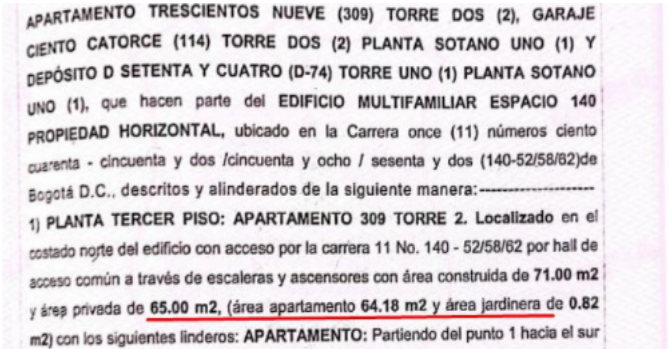 APARTAMENTO TRESCIENTOS NUEVE (309) TORRE DOS (2), GARAJE
CIENTO CATORCE (114) TORRE DOS (2) PLANTA SOTANO UNO (1) Y
DEPÓSITO D SETENTA Y CUATRO (D-74) TORRE UNO (1) PLANTA SOTANO
UNO (1), que hacen parte del EDIFICIO MULTIFAMILIAR ESPACIO 140
PROPIEDAD HORIZONTAL, ubicado en la Carrera once (11) números ciento
cuarenta - cincuenta y dos /cincuenta y ocho / sesenta y dos (140-52/58/62)de
Bogotá D.C., descritos y alinderados de la siguiente manera:--------------------
1) PLANTA TERCER PISO: APARTAMENTO 309 TORRE 2. Localizado en el
costado norte del edificio con acceso por la carrera 11 No. 140 - 52/58/62 por hall de
acceso común a través de escaleras y ascensores con área construida de 71.00 m2
y área privada de 65.00 m2, (área apartamento 64.18 m2 y área jardinera de 0.82
m2) con los siguientes linderos: APARTAMENTO: Partiendo del punto 1 hacia el sur